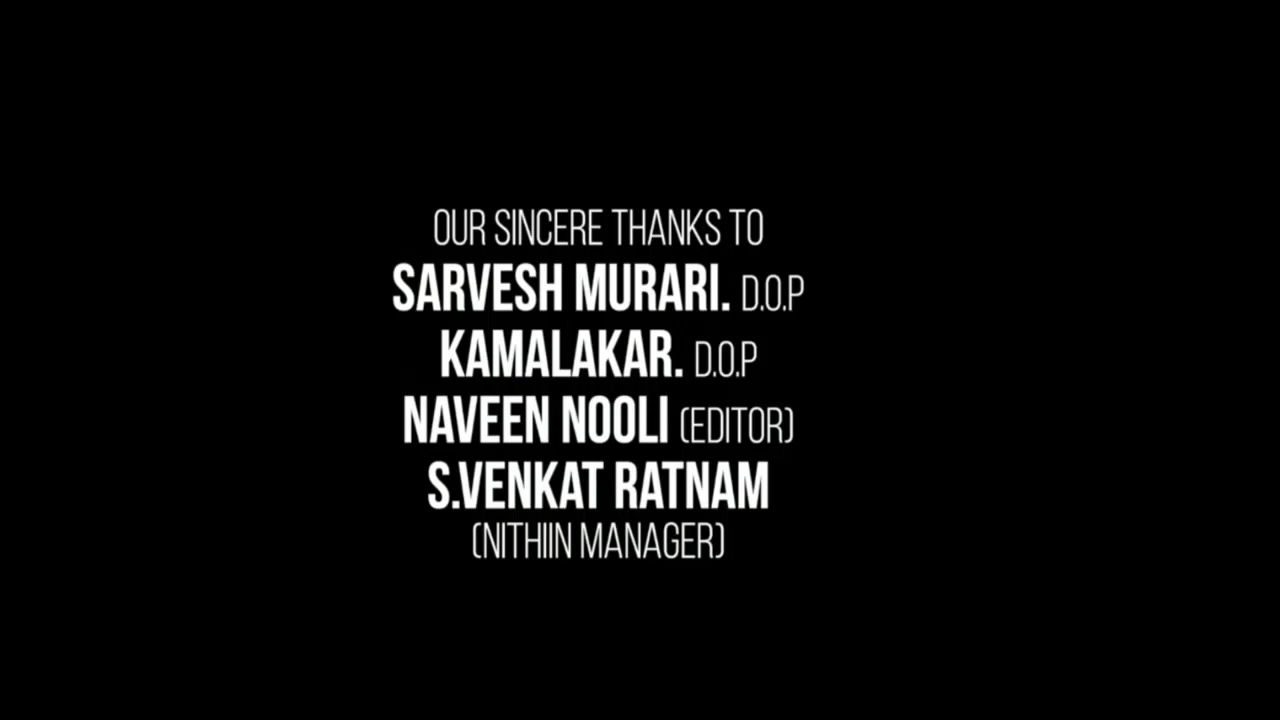 OUR SINCERE THANKS TO
SARVESH MURARI. D.O.P
KAMALAKAR. D.O.P
NAVEEN NOOLI (EDITOR)
S.VENKAT RATNAM
(NITHIIN MANAGER)